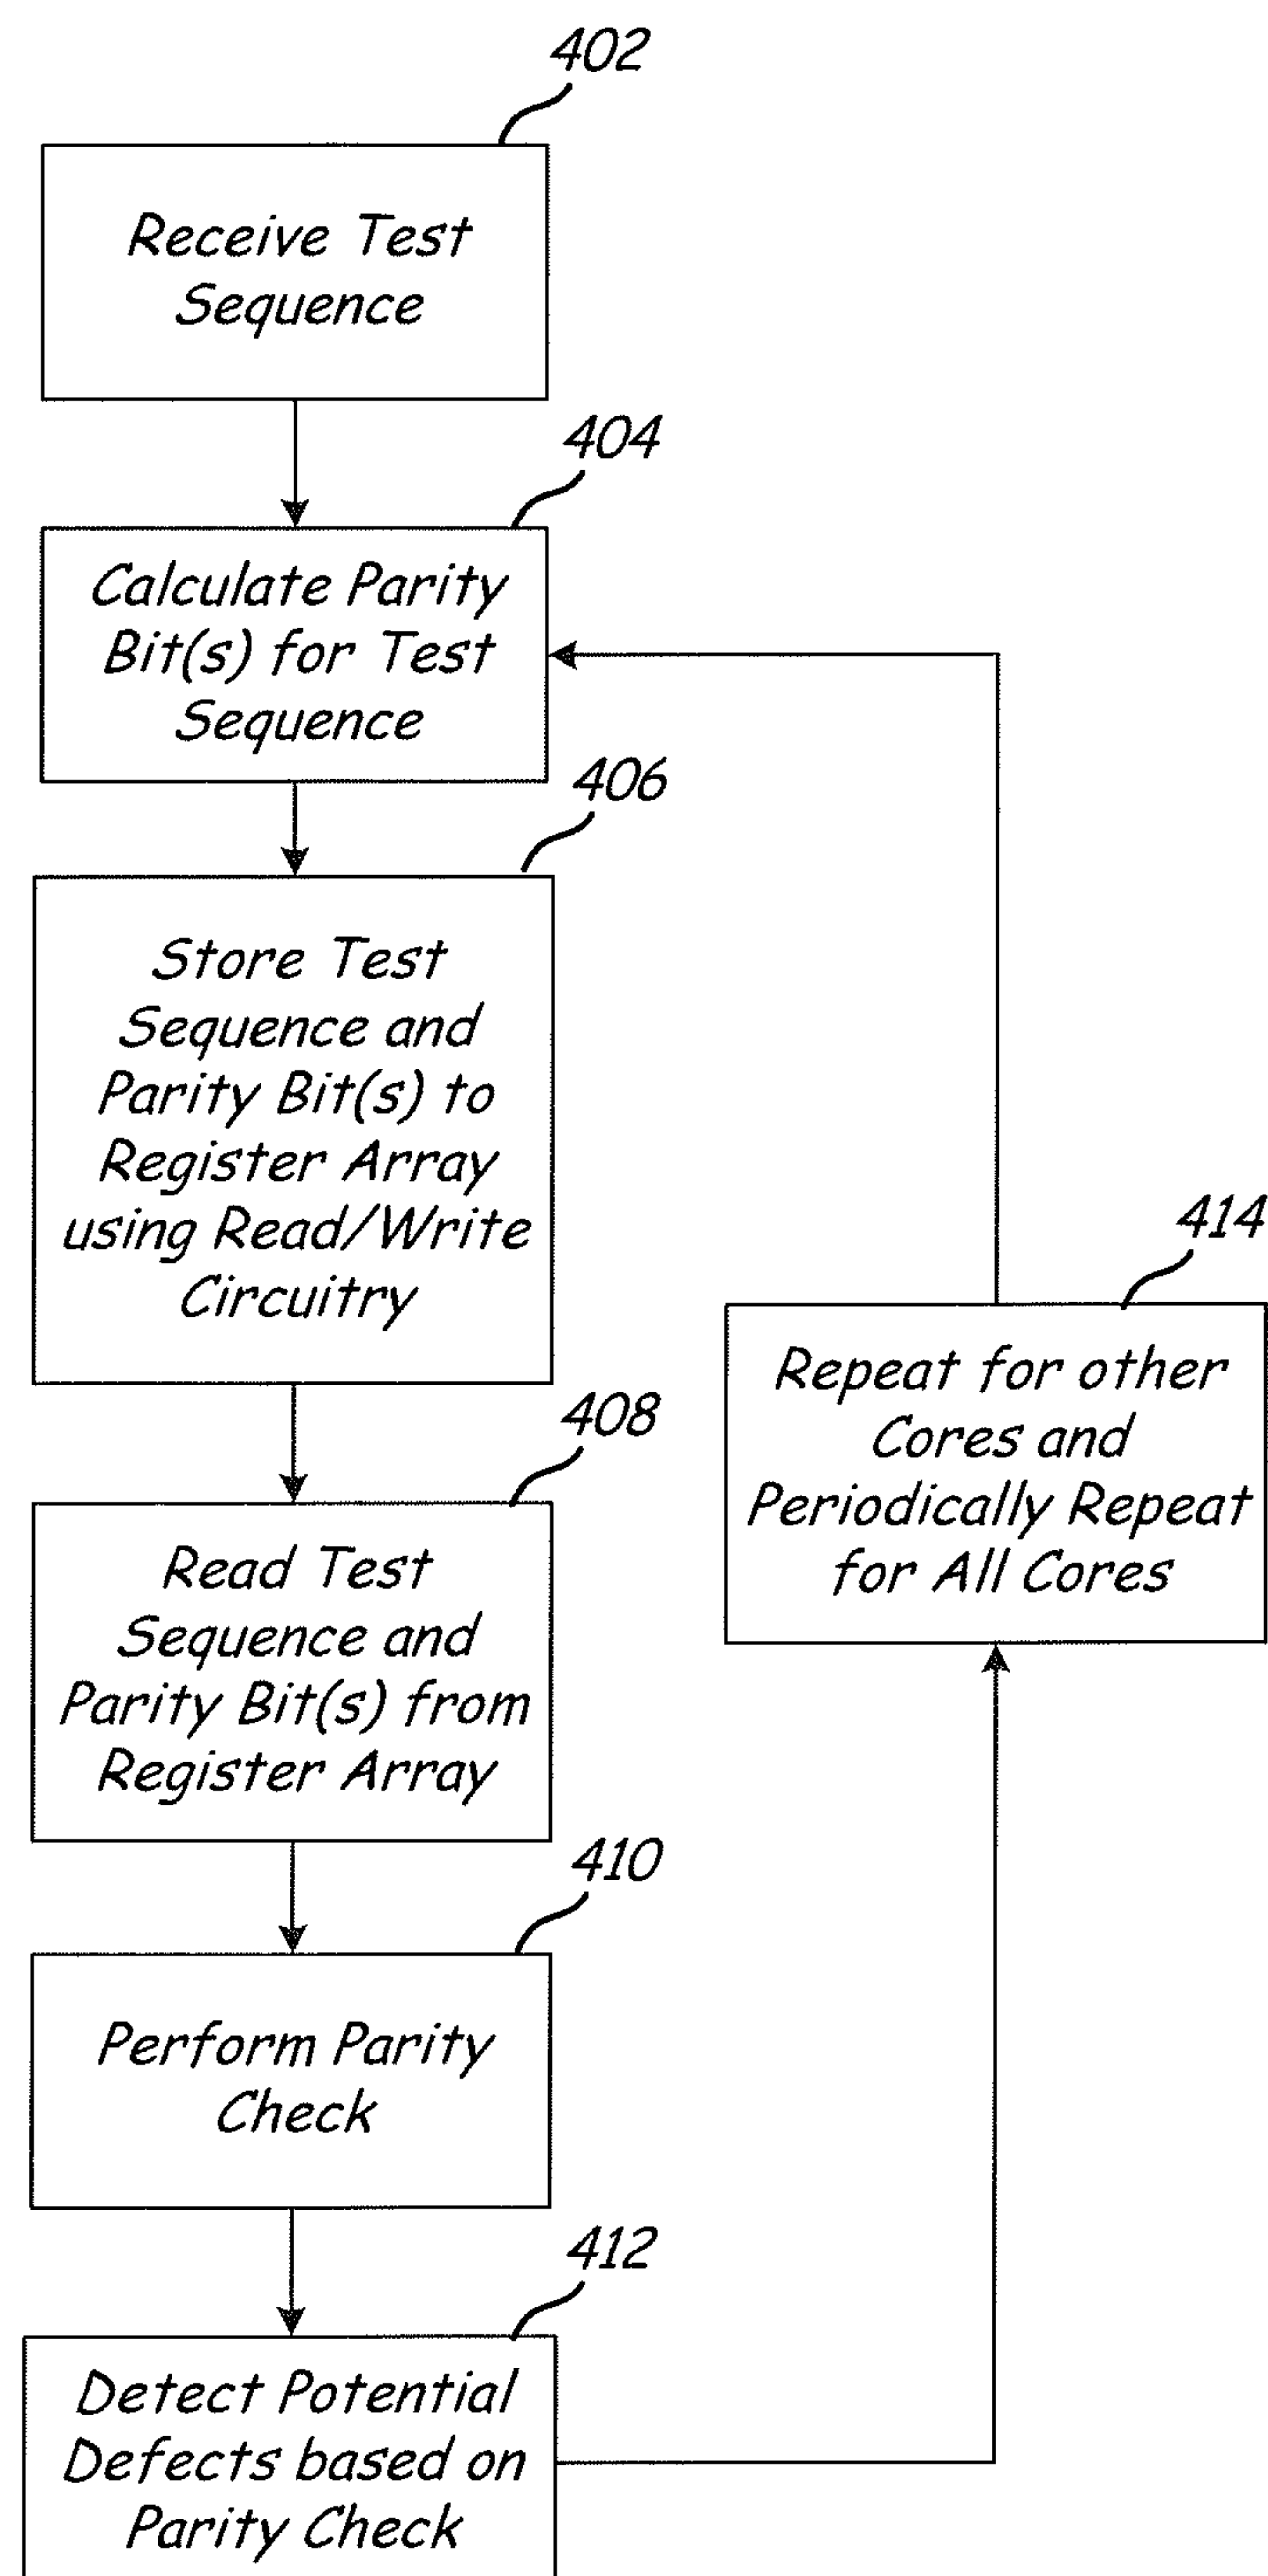 402
Receive Test
Sequence
404
Calculate Parity
Bit(s) for Test
Sequence
406
Store Test
Sequence and
Parity Bit(s) to
Register Array
using Read/Write
Circuitry
408
Read Test
Sequence and
Parity Bit(s) from
Register Array
410
Perform Parity
Check
412
Detect Potential
Defects based on
Parity Check
414
Repeat for other
Cores and
Periodically Repeat
for All Cores